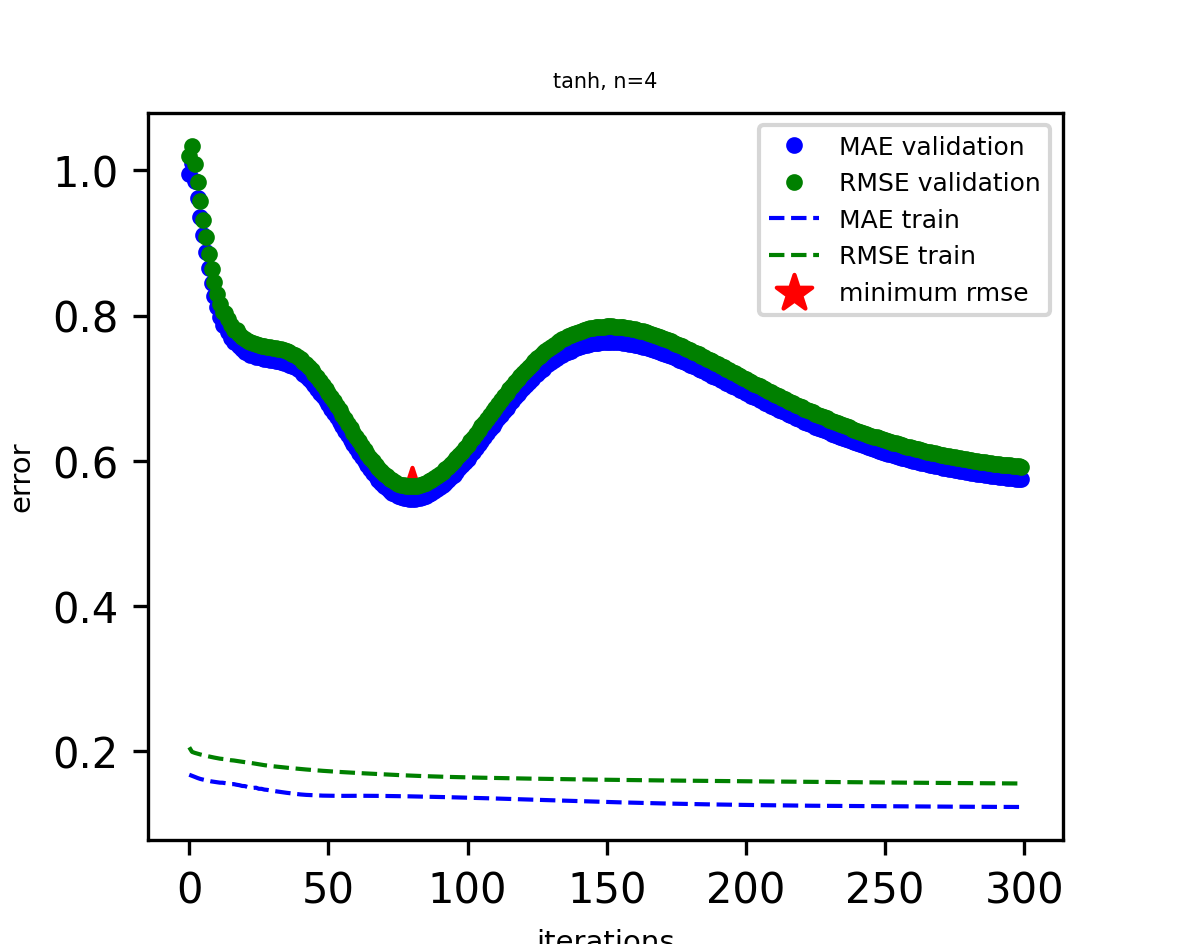 tanh, n=4
MAE validation
RMSE validation
MAE train
RMSE train
minimum rmse
error
1.0
0.8
0.6
0.4
0.2
0 50 100 150 200 250 300
iterations